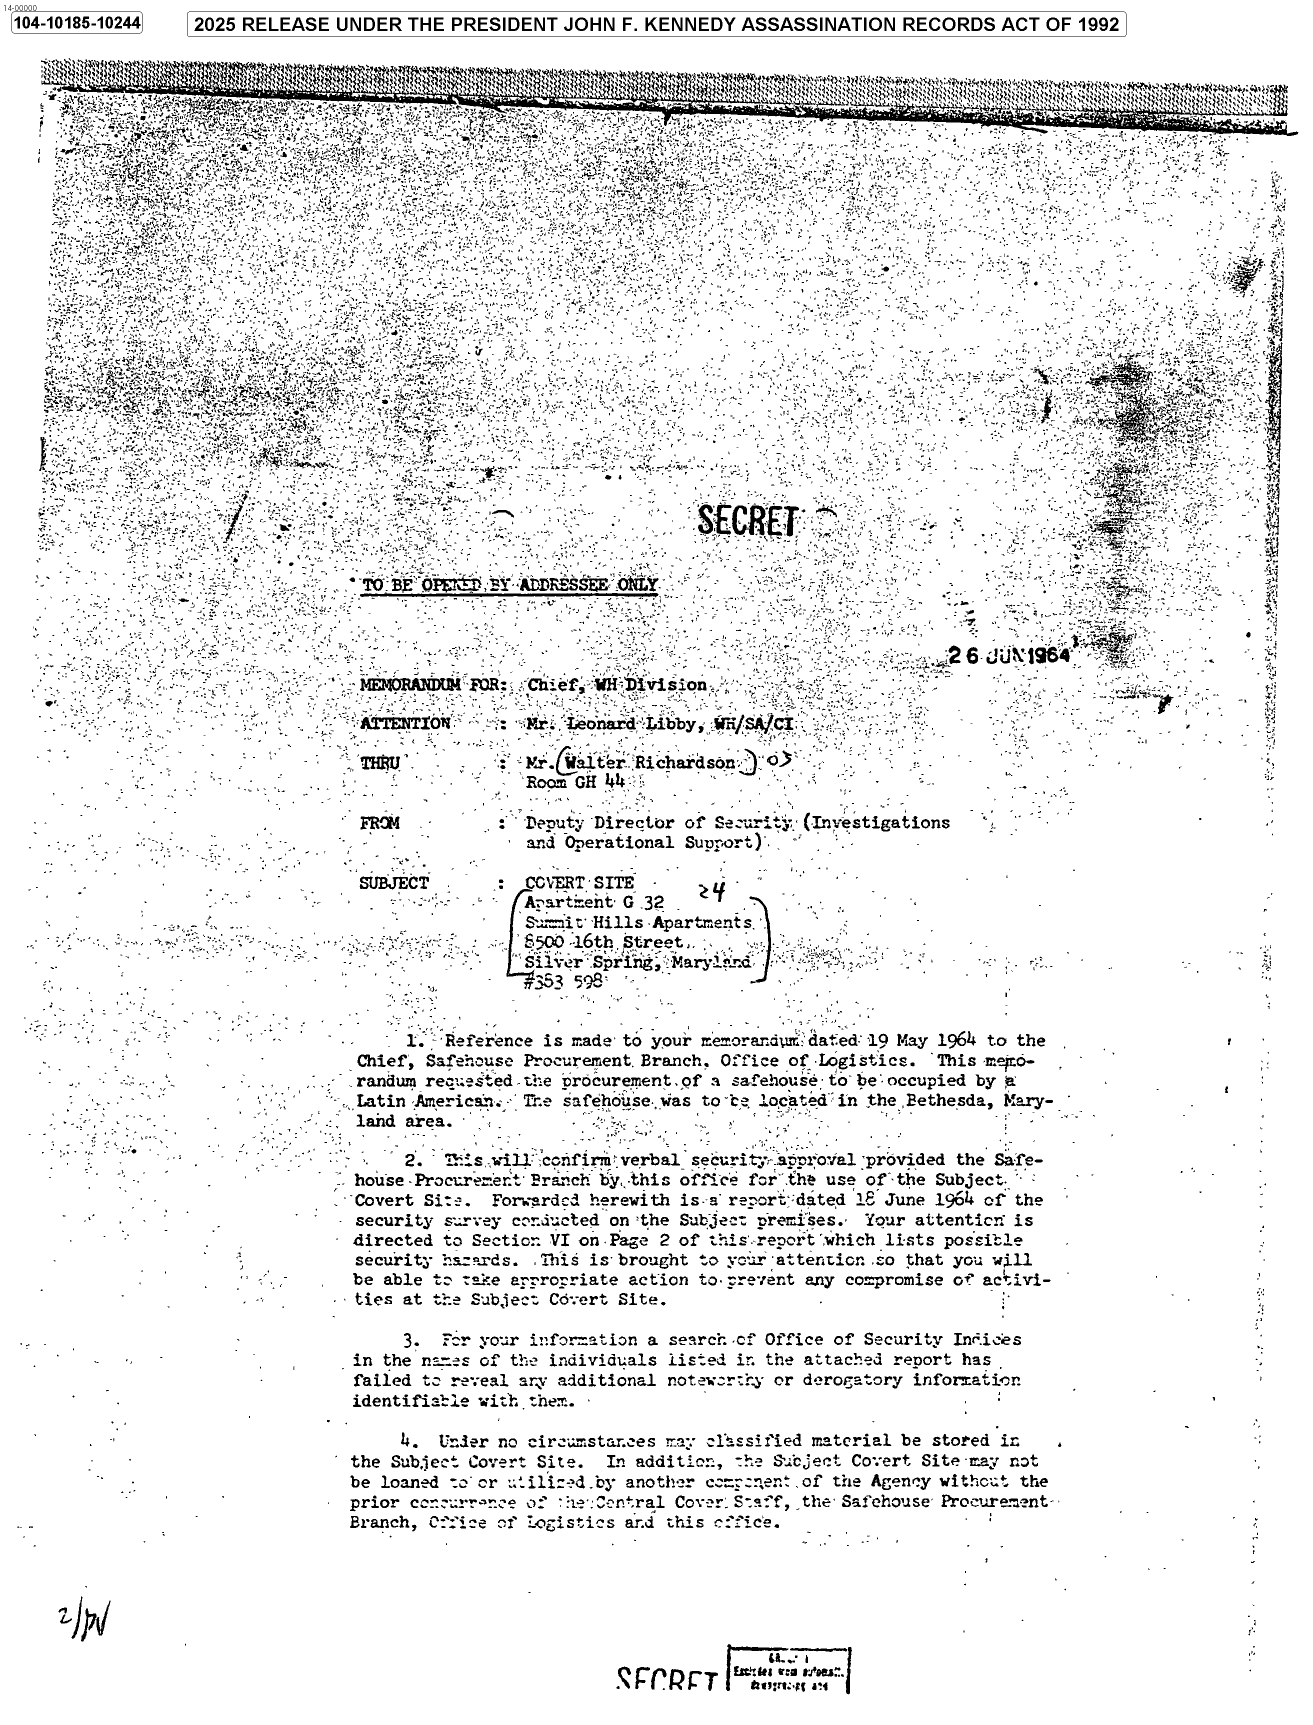 14-00000
104-10185-10244
2025 RELEASE UNDER THE PRESIDENT JOHN F. KENNEDY ASSASSINATION RECORDS ACT OF 1992
SECRET
TO BE OPENED BY ADDRESSEE ONLY
26 JUN 1964
MEMORANDUM FOR: Chief, WH Division
ATTENTION : Mr. Leonard Libby, WH/SA/CI
THRU : Mr. (Walter Richardson) 03
Room GH 44
FROM : Deputy Director of Security (Investigations
and Operational Support)
SUBJECT : COVERT SITE
24
Apartment G 32
Summit Hills Apartments
8500 16th Street
Silver Spring, Maryland
#353 598
1. Reference is made to your memorandum dated 19 May 1964 to the
Chief, Safehouse Procurement Branch, Office of Logistics. This memo-
randum requested the procurement of a safehouse to be occupied by a
Latin American. The safehouse was to be located in the Bethesda, Mary-
land area.
2. This will confirm verbal security approval provided the Safe-
house Procurement Branch by this office for the use of the Subject
Covert Site. Forwarded herewith is a report dated 18 June 1964 of the
security survey conducted on the Subject premises. Your attention is
directed to Section VI on Page 2 of this report which lists possible
security hazards. This is brought to your attention so that you will
be able to take appropriate action to prevent any compromise of activi-
ties at the Subject Covert Site.
3. For your information a search of Office of Security Indices
in the names of the individuals listed in the attached report has
failed to reveal any additional noteworthy or derogatory information
identifiable with them.
4. Under no circumstances may classified material be stored in
the Subject Covert Site. In addition, the Subject Covert Site may not
be loaned to or utilized by another component of the Agency without the
prior concurrence of the Central Cover Staff, the Safehouse Procurement
Branch, Office of Logistics and this office.
2/PV
SECRET